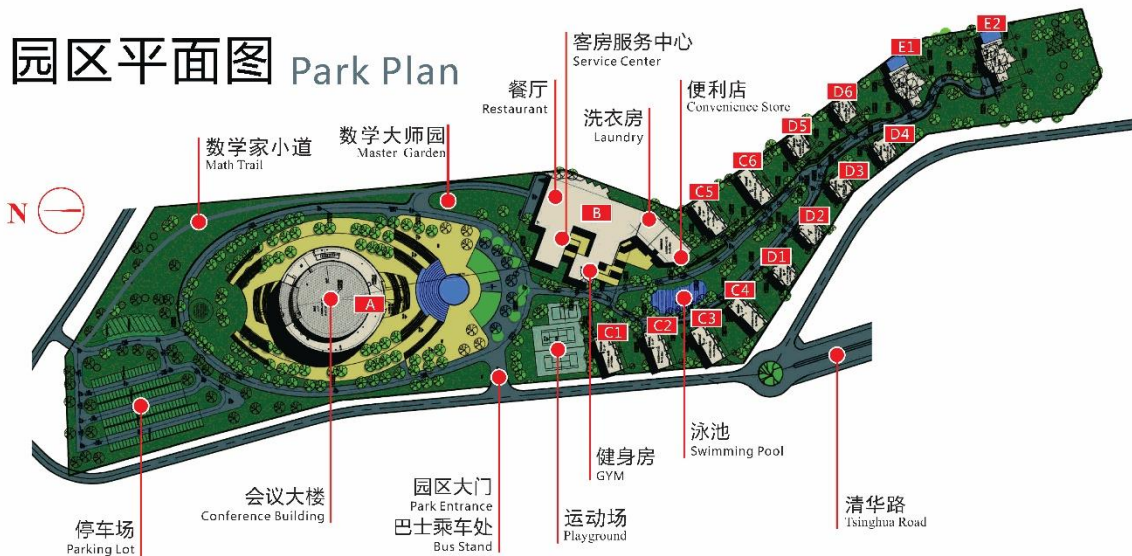 园区平面图 Park Plan
客房服务中心
Service Center
餐厅
Restaurant
便利店
Convenience Store
洗衣房
Laundry
数学家小道
Math Trail
数学大师园
Master Garden
N
E2
E1
D6
D5
D4
C6
D3
C5
B
D2
D1
A
C4
C1
C2
C3
停车场
Parking Lot
会议大楼
Conference Building
园区大门
Park Entrance
巴士乘车处
Bus Stand
运动场
Playground
健身房
GYM
泳池
Swimming Pool
清华路
Tsinghua Road